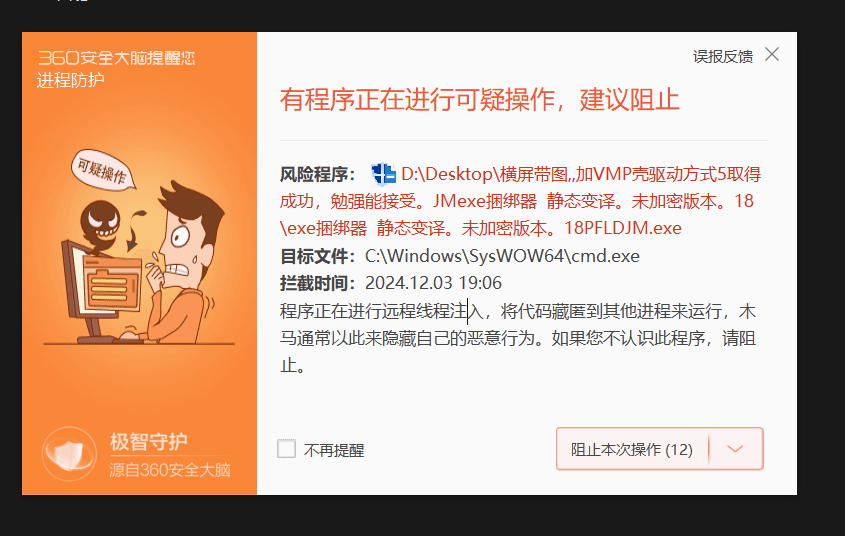 360安全大脑提醒您
进程防护
误报反馈
有程序正在进行可疑操作，建议阻止
可疑操作
风险程序： D:\Desktop\横屏带图,,加VMP壳驱动方式5取得
成功，勉强能接受。JMexe捆绑器 静态变译。未加密版本。18
\exe捆绑器 静态变译。未加密版本。18PFLDJM.exe
目标文件：C:\Windows\SysWOW64\cmd.exe
拦截时间：2024.12.03 19:06
程序正在进行远程线程注入，将代码藏匿到其他进程来运行，木
马通常以此来隐藏自己的恶意行为。如果您不认识此程序，请阻
止。
极智守护
源自360安全大脑
不再提醒
阻止本次操作 (12)